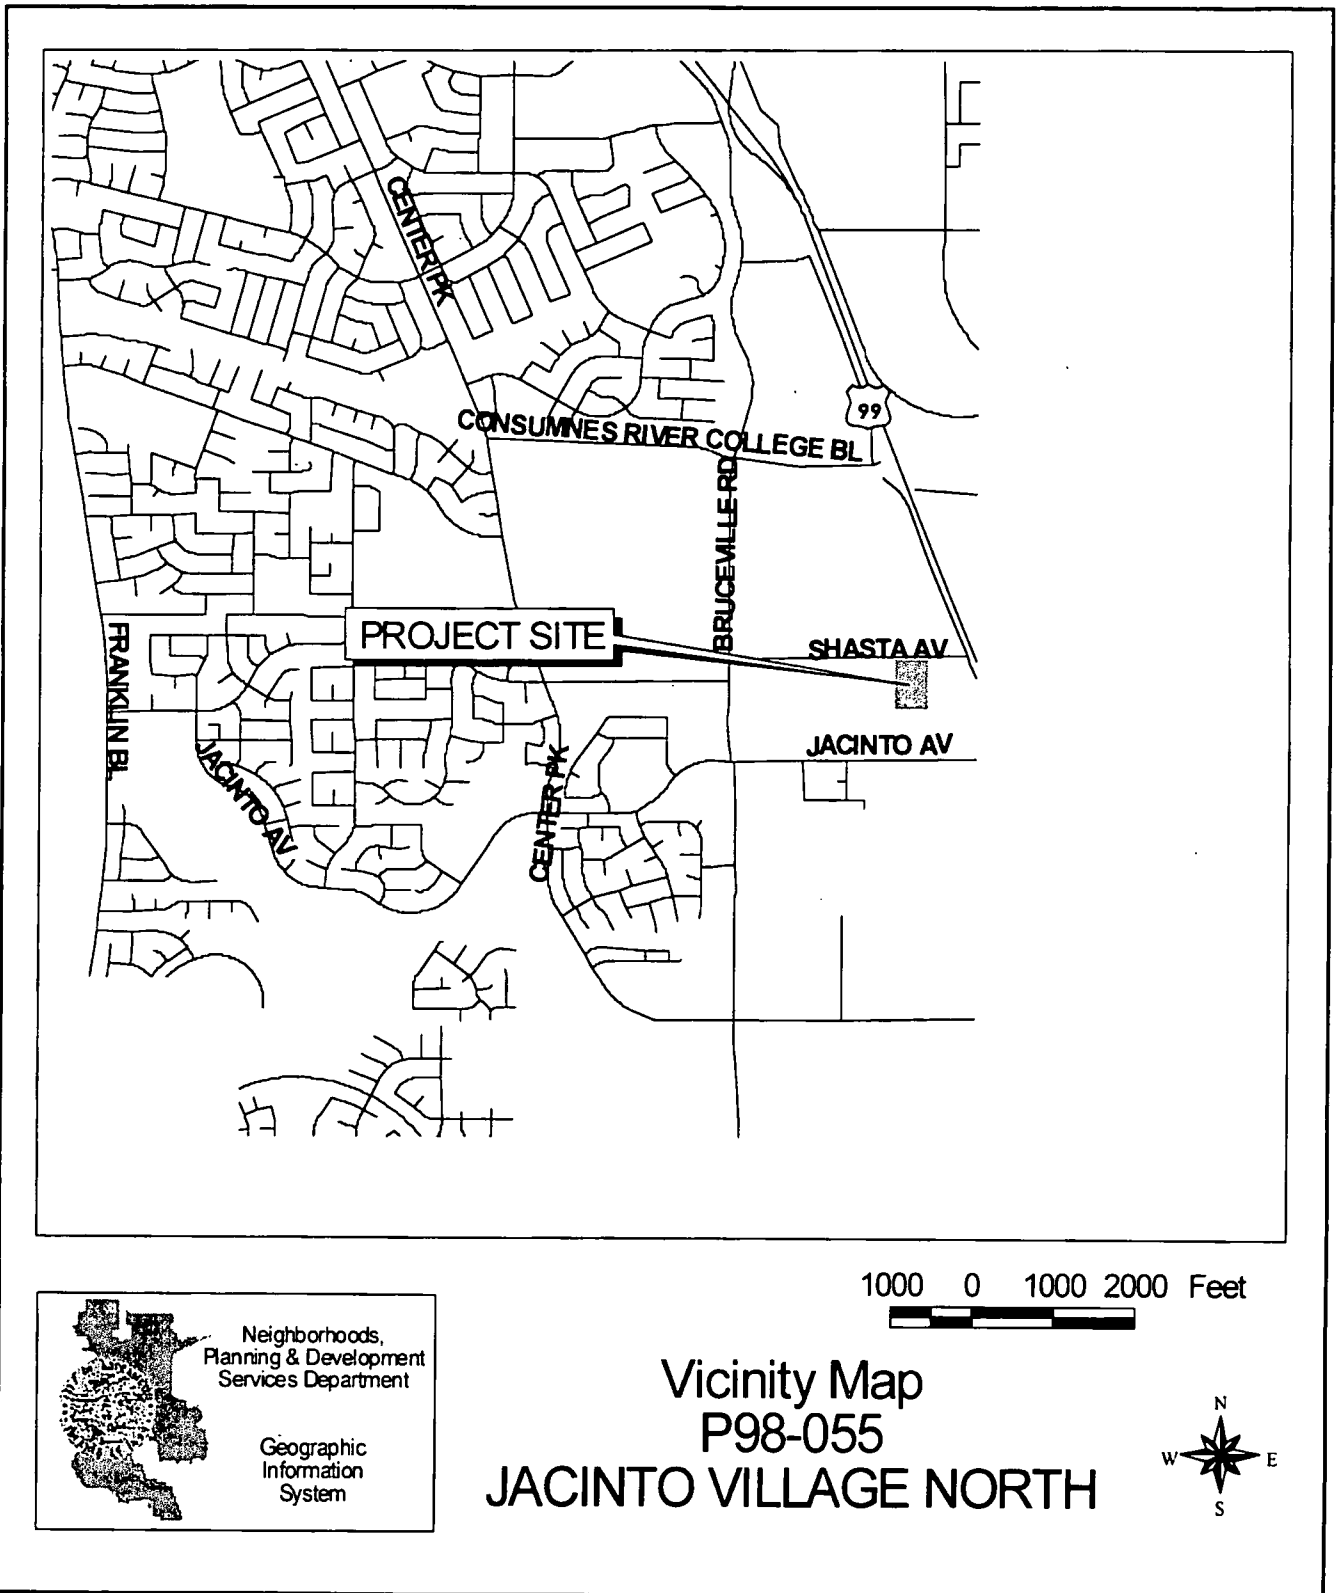 CENTER PK
99
CONSUMNES RIVER COLLEGE BL
BRUCEVILLE RD
PROJECT SITE
SHASTA AV
FRANKLIN BL
JACINTO AV
JACINTO AV
CENTER PK
1000 0 1000 2000 Feet
Neighborhoods,
Planning & Development
Services Department
Geographic
Information
System
Vicinity Map
P98-055
JACINTO VILLAGE NORTH
N
W E
S